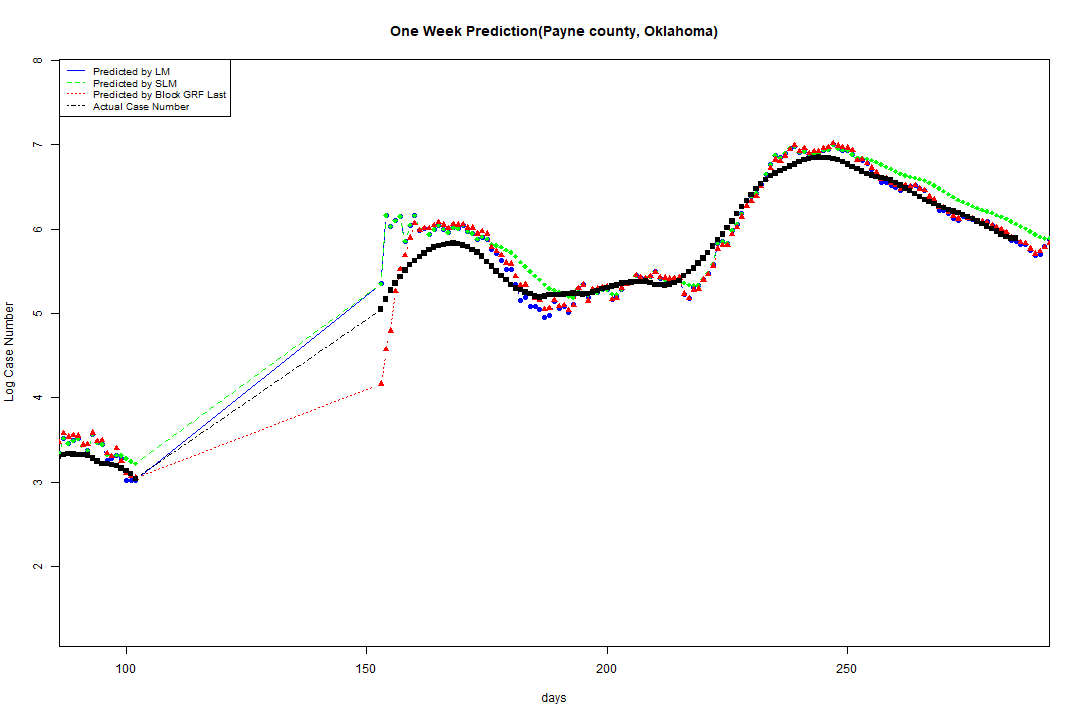 One Week Prediction(Payne county, Oklahoma)
Predicted by LM
Predicted by SLM
Predicted by Block GRF Last
Actual Case Number
8
7
6
5
4
3
2
Log Case Number
100 150 200 250
days